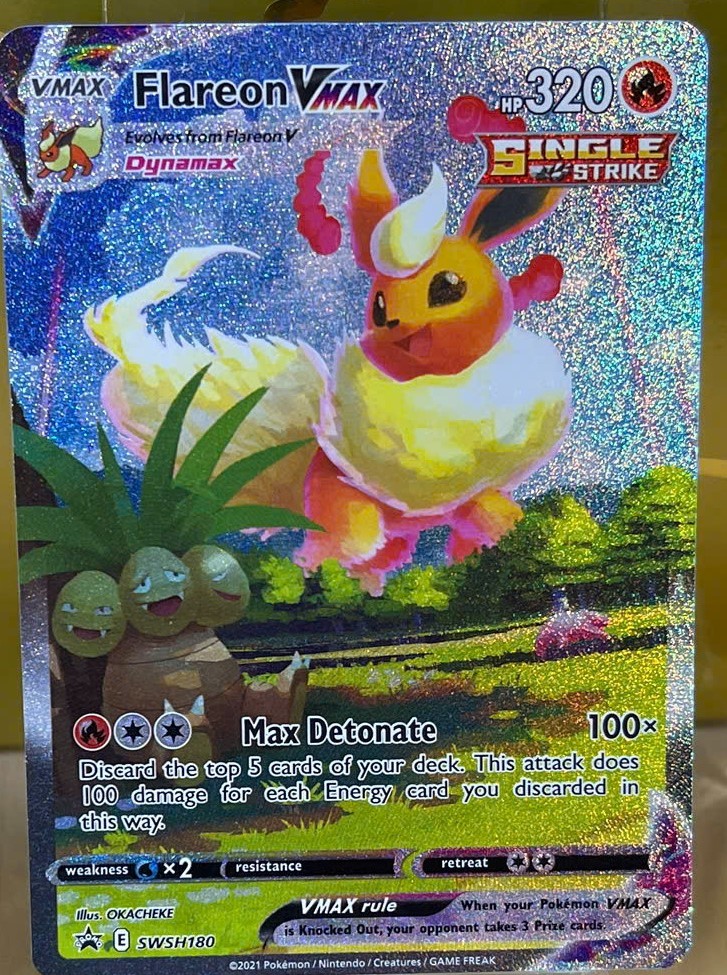 VMAX Flareon VMAX HP 320
Evolves from Flareon V
Dynamax
SINGLE
STRIKE
Max Detonate 100×
Discard the top 5 cards of your deck. This attack does
100 damage for each Energy card you discarded in
this way.
weakness ×2 resistance retreat
Illus. OKACHEKE
VMAX rule When your Pokémon VMAX
is Knocked Out, your opponent takes 3 Prize cards.
E SWSH180
©2021 Pokémon / Nintendo / Creatures / GAME FREAK